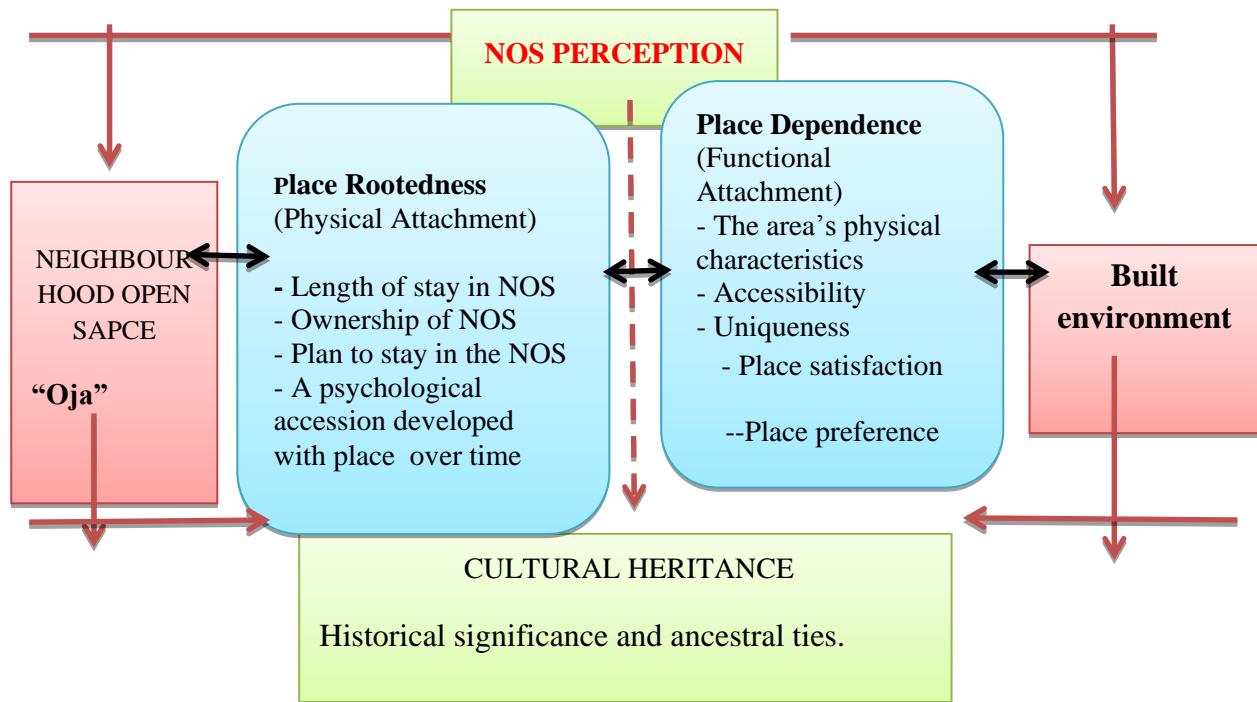 NOS PERCEPTION
NEIGHBOUR
HOOD OPEN
SAPCE
“Oja”
Place Rootedness
(Physical Attachment)
- Length of stay in NOS
- Ownership of NOS
- Plan to stay in the NOS
- A psychological
accession developed
with place over time
Place Dependence
(Functional
Attachment)
- The area’s physical
characteristics
- Accessibility
- Uniqueness
- Place satisfaction
--Place preference
Built
environment
CULTURAL HERITANCE
Historical significance and ancestral ties.